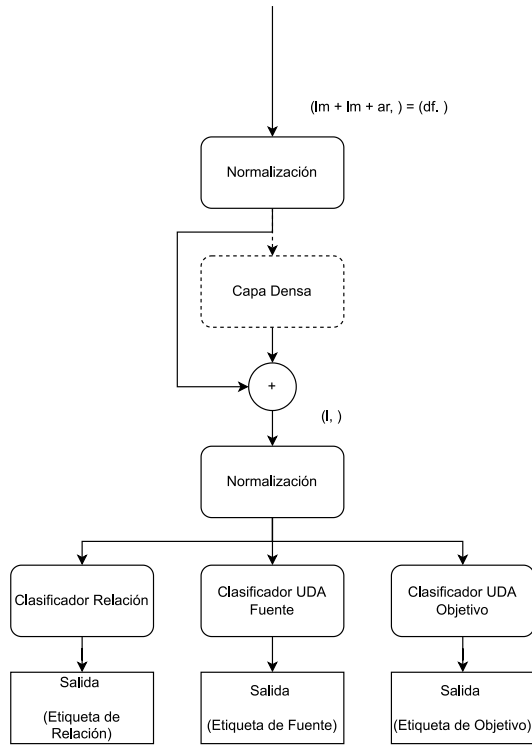 (lm + lm + ar, ) = (df. )
Normalización
Capa Densa
+
(l, )
Normalización
Clasificador Relación
Clasificador UDA
Fuente
Clasificador UDA
Objetivo
Salida
(Etiqueta de
Relación)
Salida
(Etiqueta de Fuente)
Salida
(Etiqueta de Objetivo)